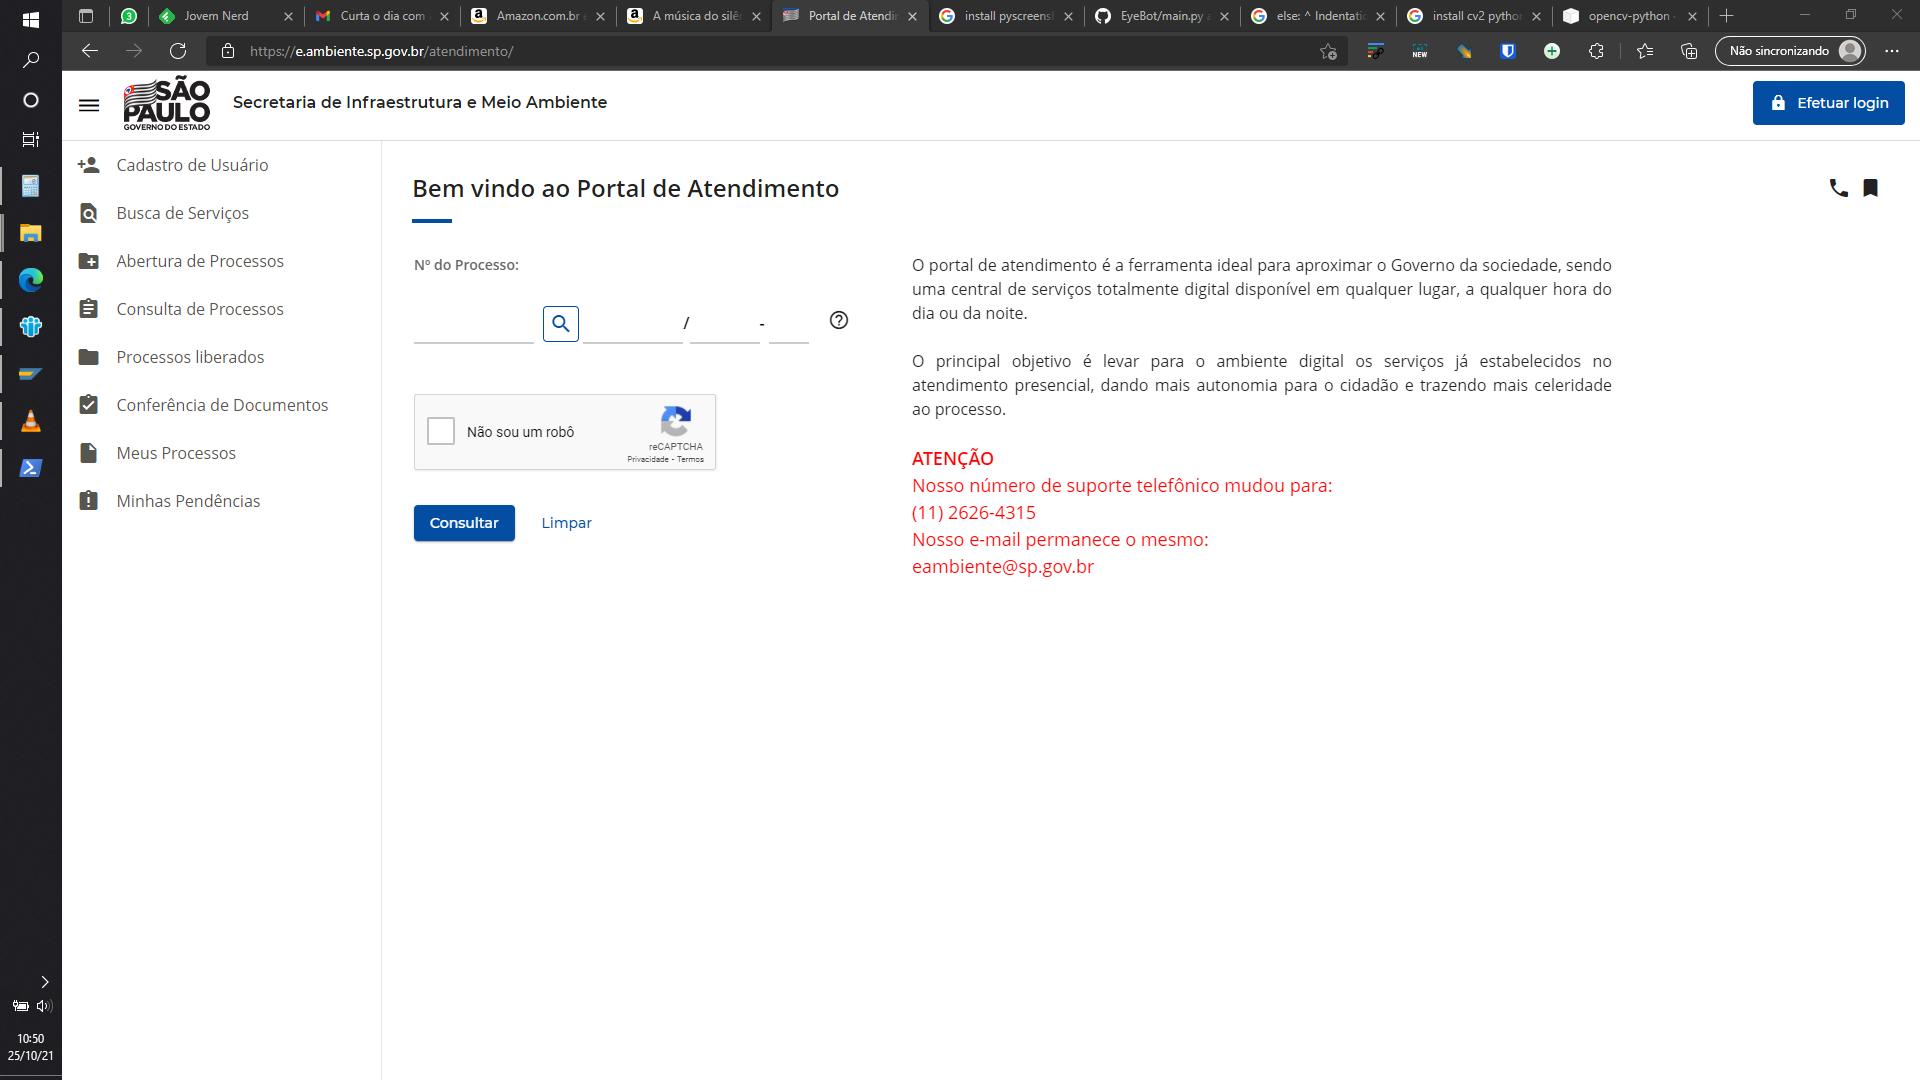 Jovem Nerd
Curta o dia com
Amazon.com.br
A música do silê
Portal de Atendin
install pyscreensh
EyeBot/main.py
else: ^ Indentati
install cv2 python
opencv-python
https://e.ambiente.sp.gov.br/atendimento/
NEW
Não sincronizando
SÃO
PAULO
GOVERNO DO ESTADO
Secretaria de Infraestrutura e Meio Ambiente
Efetuar login
Cadastro de Usuário
Busca de Serviços
Abertura de Processos
Consulta de Processos
Processos liberados
Conferência de Documentos
Meus Processos
Minhas Pendências
Bem vindo ao Portal de Atendimento
Nº do Processo:
/ -
Não sou um robô
reCAPTCHA
Privacidade - Termos
Consultar
Limpar
O portal de atendimento é a ferramenta ideal para aproximar o Governo da sociedade, sendo
uma central de serviços totalmente digital disponível em qualquer lugar, a qualquer hora do
dia ou da noite.
O principal objetivo é levar para o ambiente digital os serviços já estabelecidos no
atendimento presencial, dando mais autonomia para o cidadão e trazendo mais celeridade
ao processo.
ATENÇÃO
Nosso número de suporte telefônico mudou para:
(11) 2626-4315
Nosso e-mail permanece o mesmo:
eambiente@sp.gov.br
10:50
25/10/21